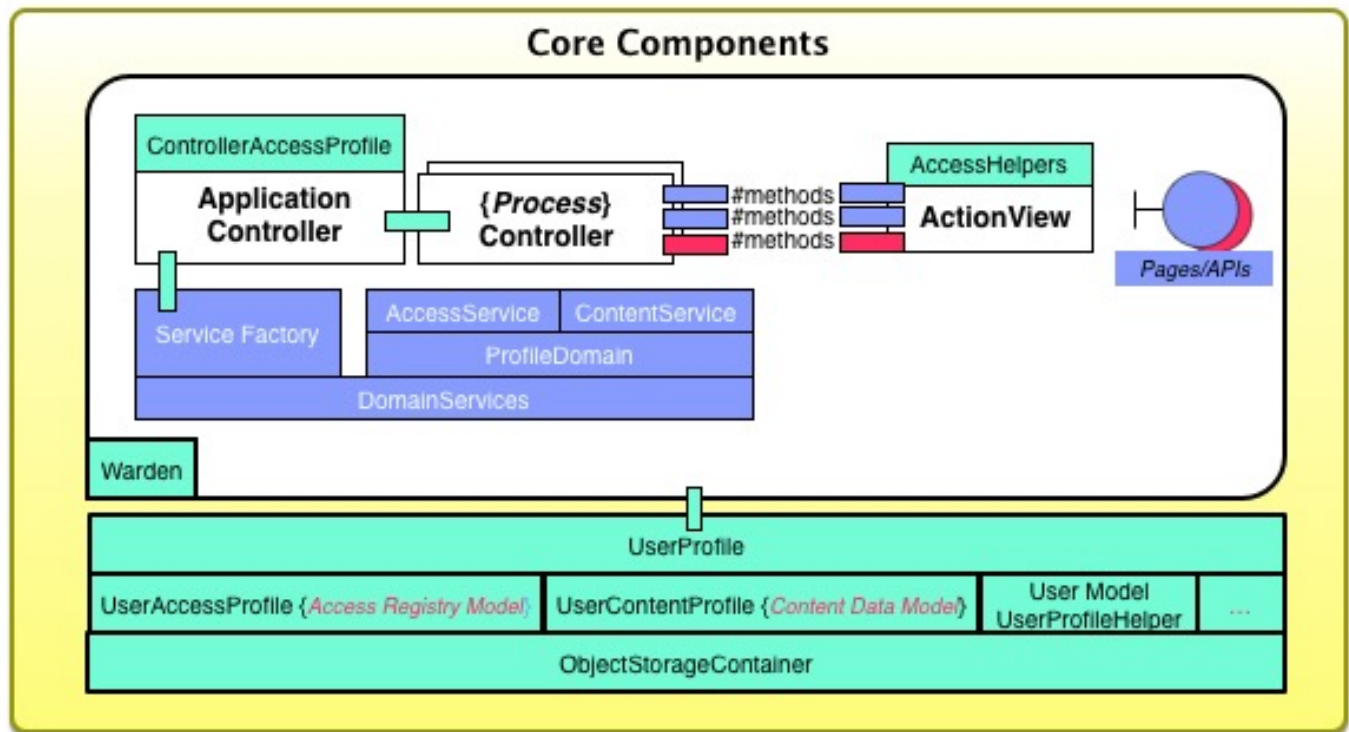 Core Components
ControllerAccessProfile
Application
Controller
{Process}
Controller
#methods
#methods
#methods
AccessHelpers
ActionView
Pages/APIs
Service Factory
AccessService
ContentService
ProfileDomain
DomainServices
Warden
UserProfile
UserAccessProfile {Access Registry Model}
UserContentProfile {Content Data Model}
User Model
UserProfileHelper
...
ObjectStorageContainer